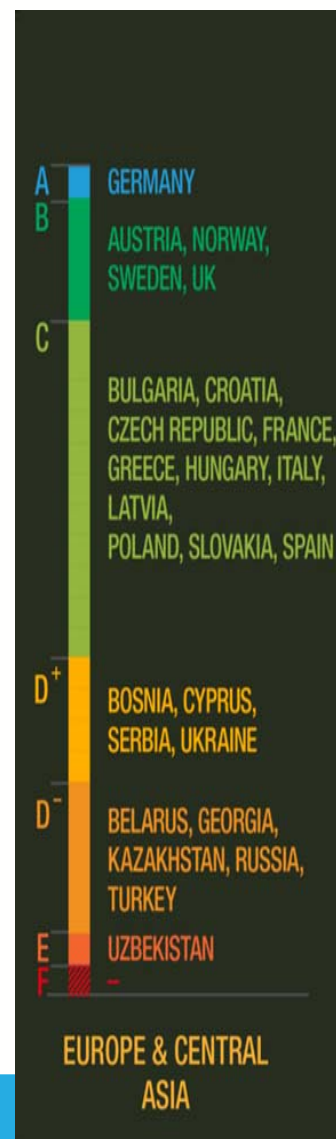 A
GERMANY
B
AUSTRIA, NORWAY,
SWEDEN, UK
C
BULGARIA, CROATIA,
CZECH REPUBLIC, FRANCE,
GREECE, HUNGARY, ITALY,
LATVIA,
POLAND, SLOVAKIA, SPAIN
D+
BOSNIA, CYPRUS,
SERBIA, UKRAINE
D-
BELARUS, GEORGIA,
KAZAKHSTAN, RUSSIA,
TURKEY
E
UZBEKISTAN
F
–
EUROPE & CENTRAL
ASIA